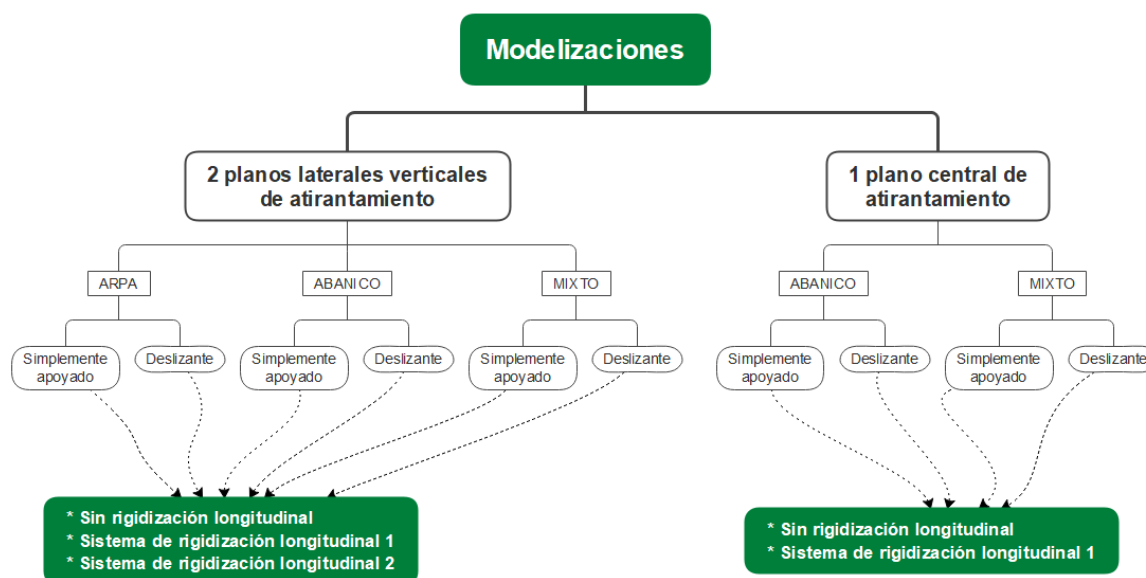 Modelizaciones
2 planos laterales verticales
de atirantamiento
1 plano central de
atirantamiento
ARPA
ABANICO
MIXTO
ABANICO
MIXTO
Simplemente
apoyado
Deslizante
Simplemente
apoyado
Deslizante
Simplemente
apoyado
Deslizante
Simplemente
apoyado
Deslizante
Simplemente
apoyado
Deslizante
* Sin rigidización longitudinal
* Sistema de rigidización longitudinal 1
* Sistema de rigidización longitudinal 2
* Sin rigidización longitudinal
* Sistema de rigidización longitudinal 1